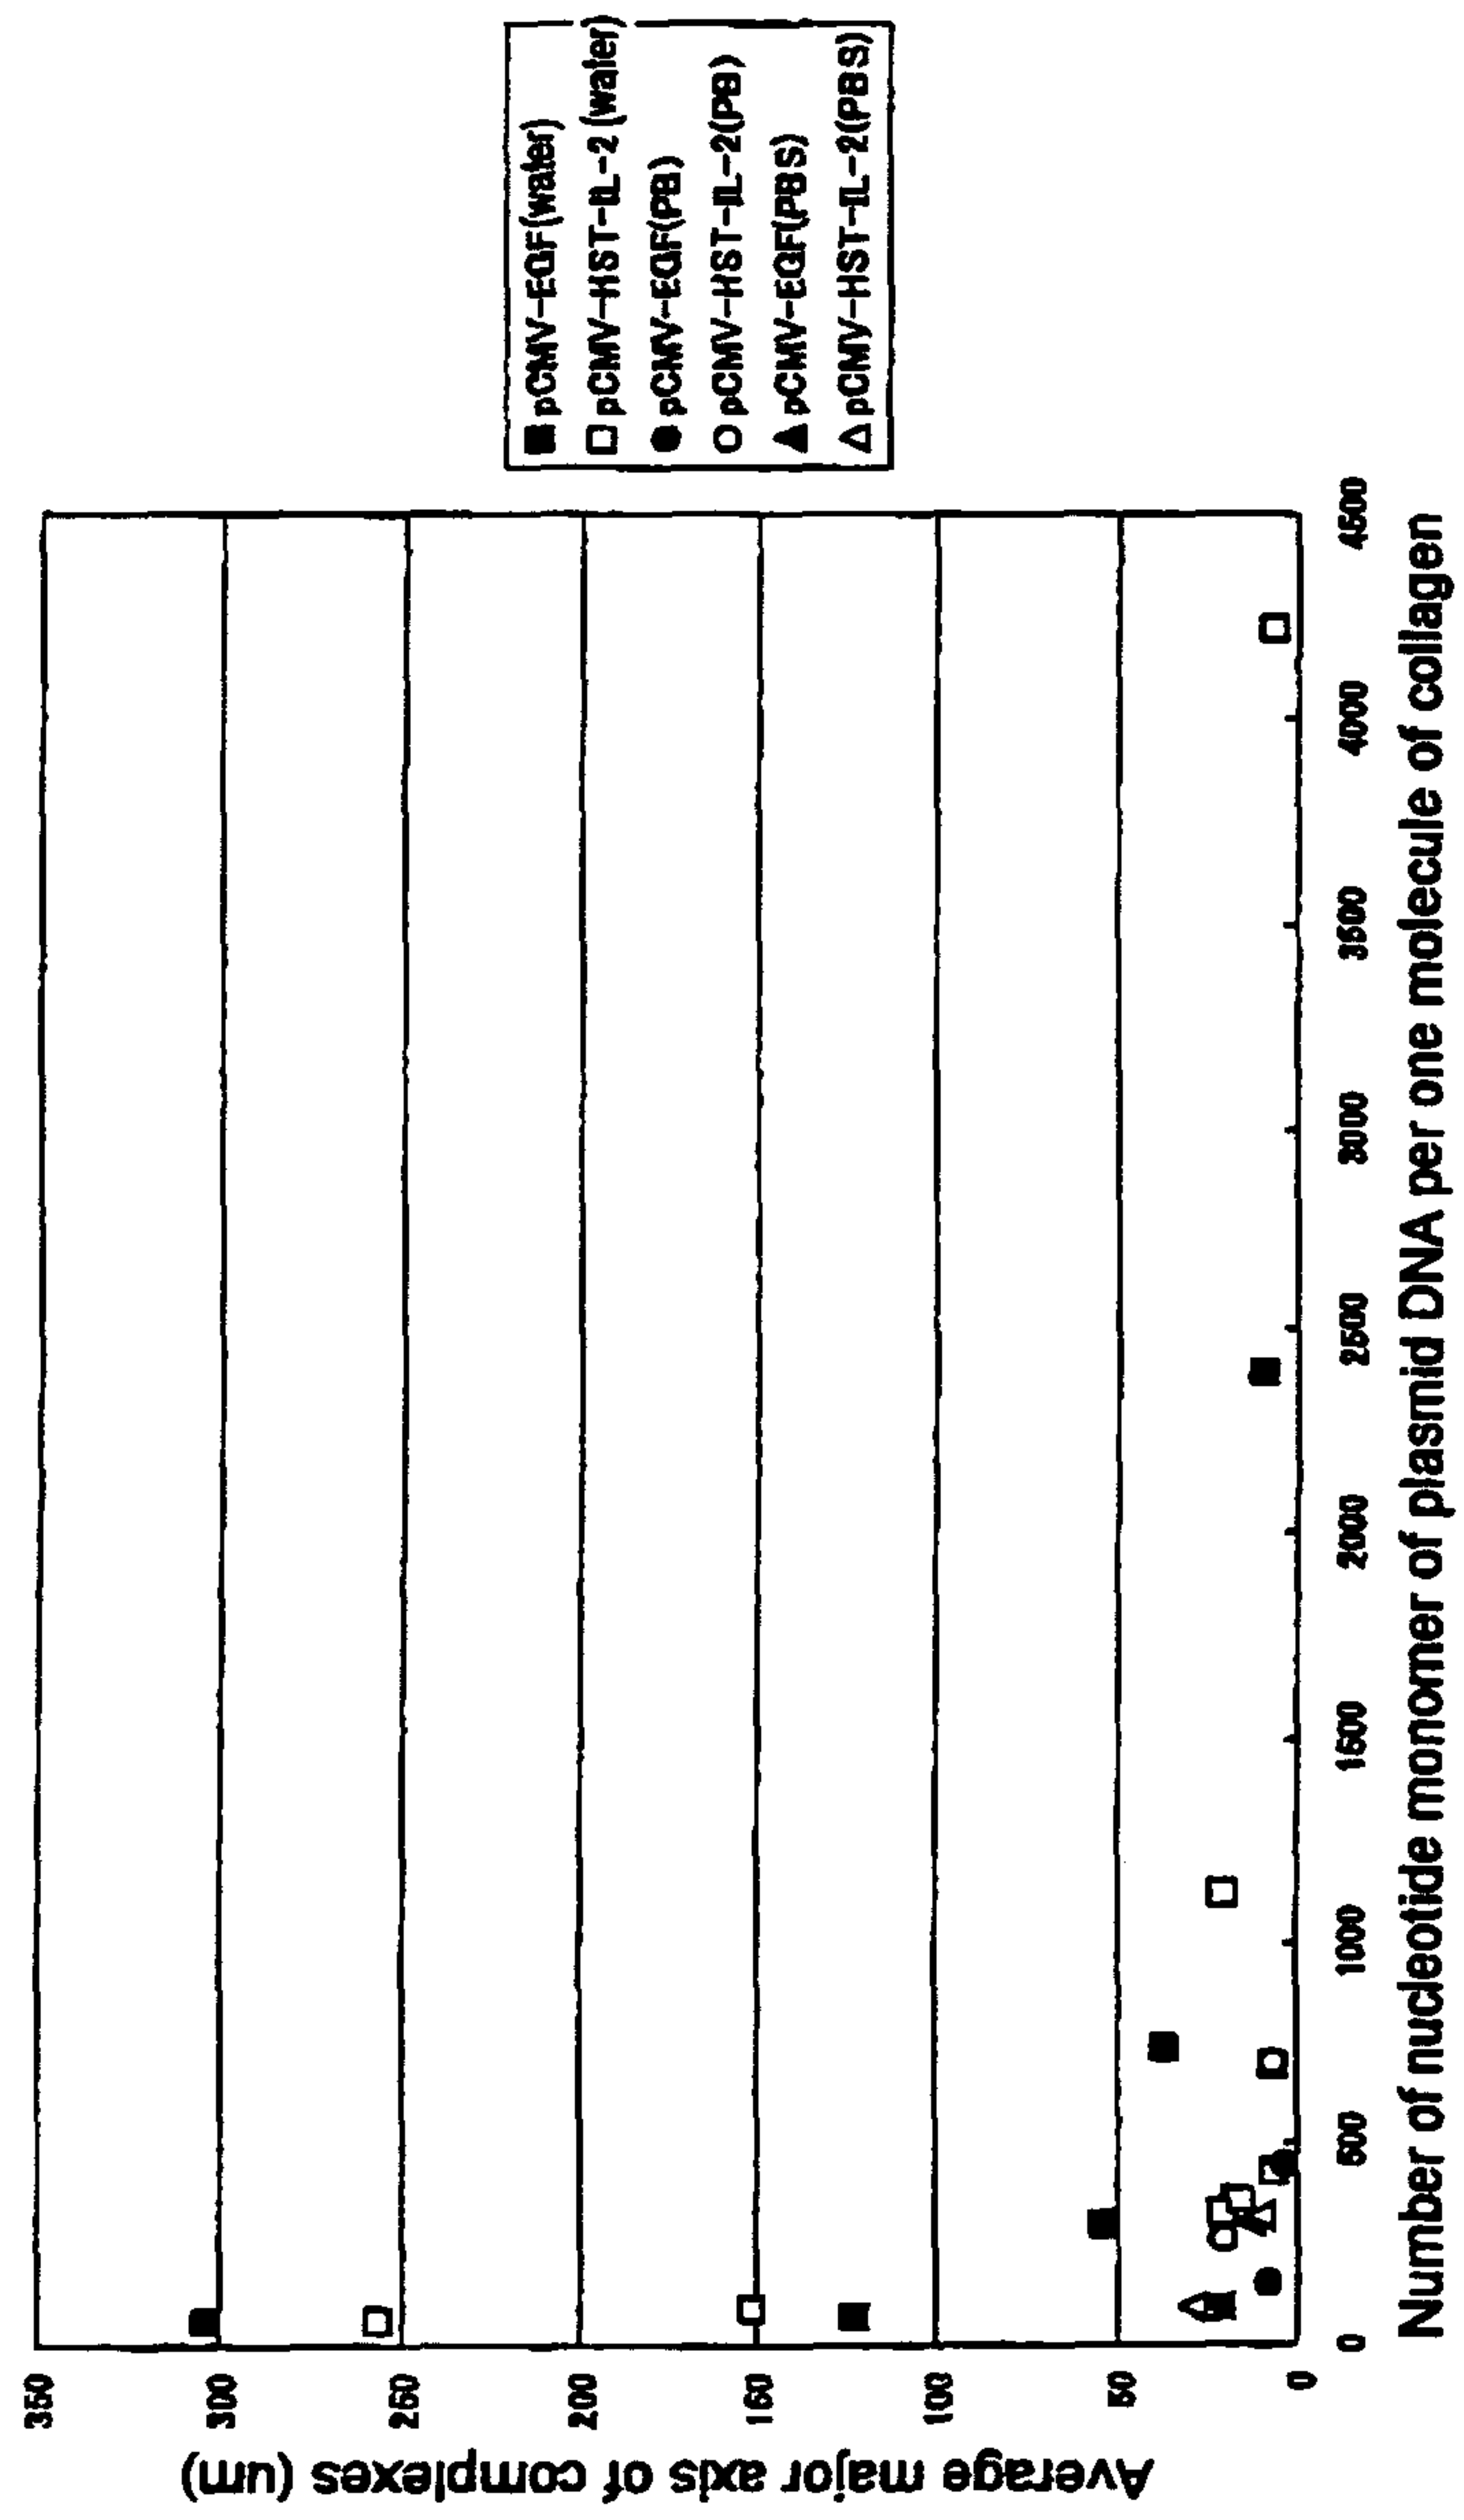 350
300
250
200
150
100
50
0
Average major axis of complexes (um)
0
500
1000
1500
2000
2500
3000
3500
4000
4500
Number of nucleotide monomer of plasmid DNA per one molecule of collagen
pCMV-EGF(water)
pCMV-HST-IL-2(water)
pCMV-EGF(PB)
pCMV-HST-IL-2(PB)
pCMV-EGF(PBS)
pCMV-HST-IL-2(PBS)